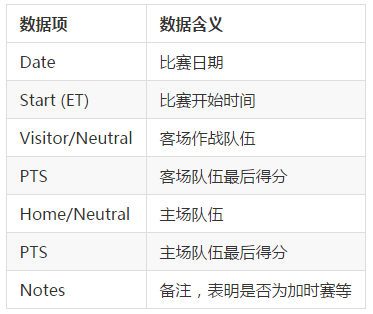 数据项 数据含义
Date 比赛日期
Start (ET) 比赛开始时间
Visitor/Neutral 客场作战队伍
PTS 客场队伍最后得分
Home/Neutral 主场队伍
PTS 主场队伍最后得分
Notes 备注，表明是否为加时赛等